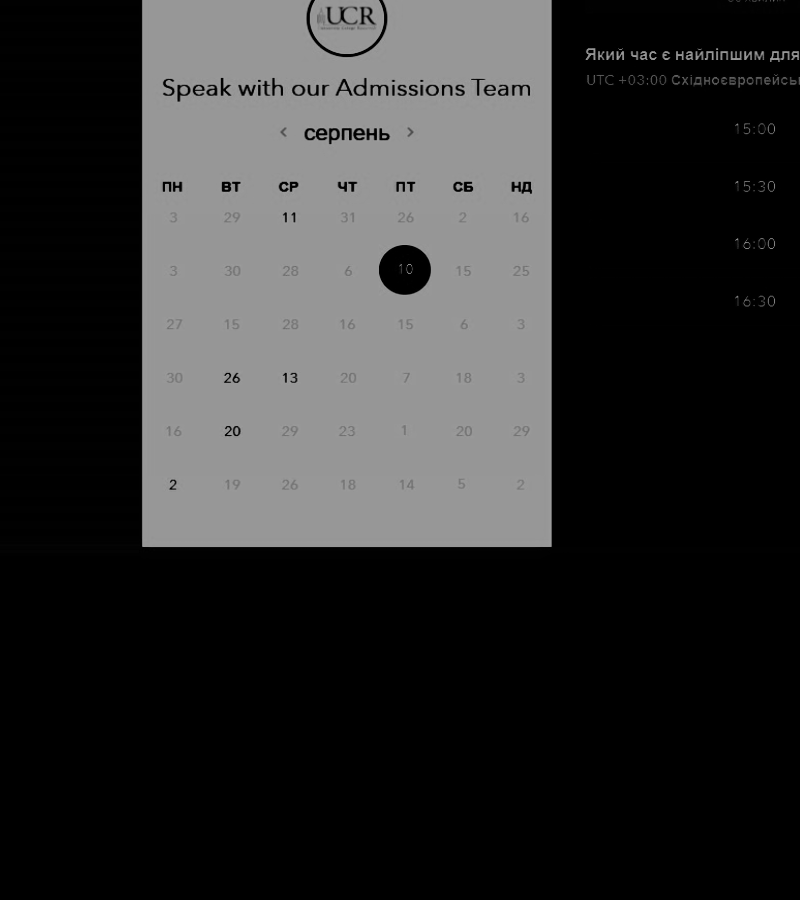 UCR
Speak with our Admissions Team
< серпень >
ПН ВТ СР ЧТ ПТ СБ НД
3 29 11 31 26 2 16
3 30 28 6 10 15 25
27 15 28 16 15 6 3
30 26 13 20 7 18 3
16 20 29 23 1 20 29
2 19 26 18 14 5 2
Який час є найліпшим для
UTC +03:00 Східноєвропейсь
15:00
15:30
16:00
16:30